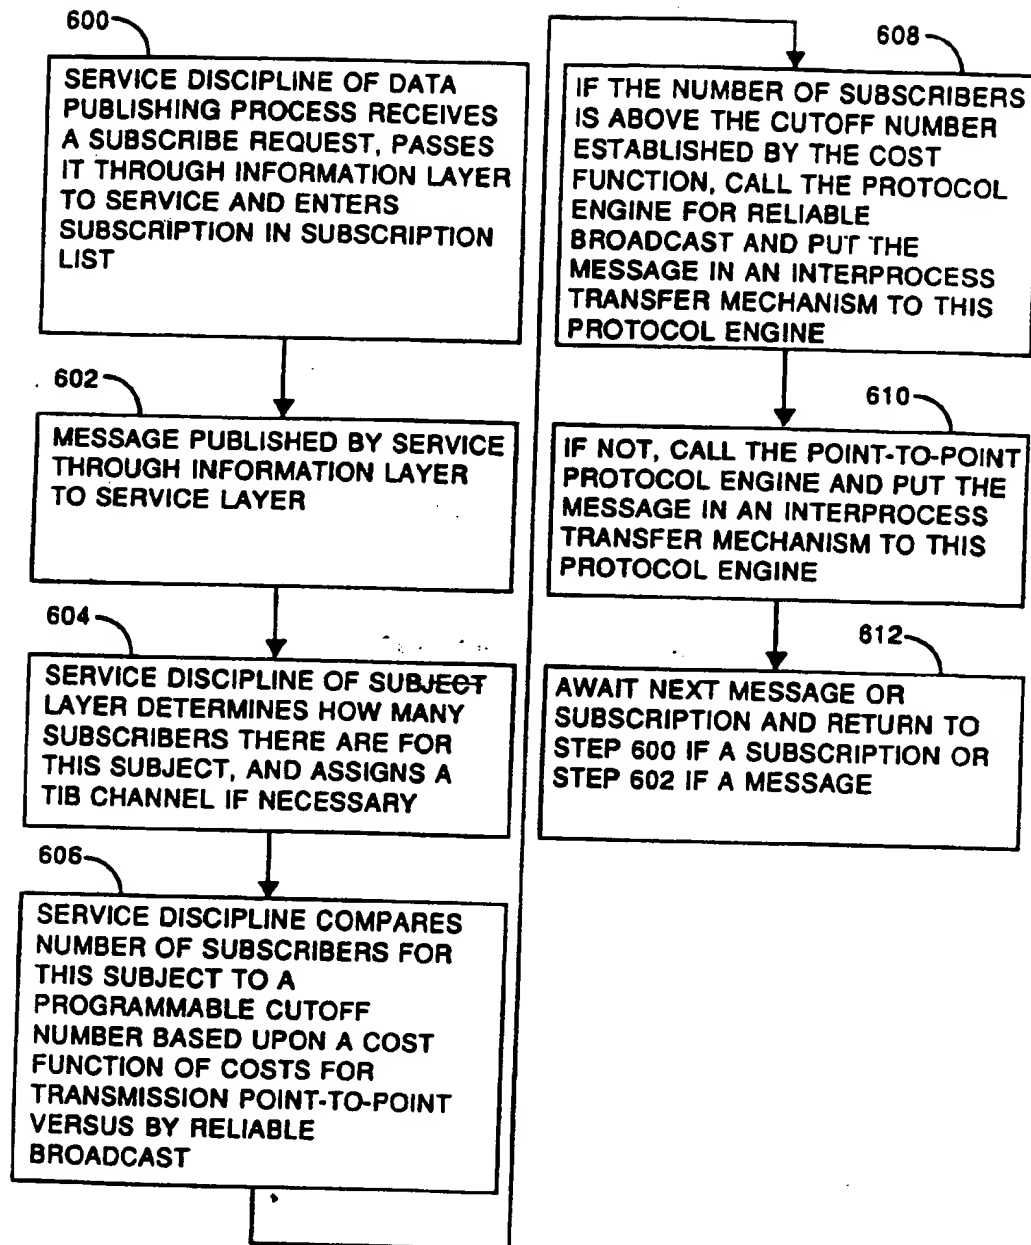 600
SERVICE DISCIPLINE OF DATA
PUBLISHING PROCESS RECEIVES
A SUBSCRIBE REQUEST, PASSES
IT THROUGH INFORMATION LAYER
TO SERVICE AND ENTERS
SUBSCRIPTION IN SUBSCRIPTION
LIST
602
MESSAGE PUBLISHED BY SERVICE
THROUGH INFORMATION LAYER
TO SERVICE LAYER
604
SERVICE DISCIPLINE OF SUBJECT
LAYER DETERMINES HOW MANY
SUBSCRIBERS THERE ARE FOR
THIS SUBJECT, AND ASSIGNS A
TIB CHANNEL IF NECESSARY
606
SERVICE DISCIPLINE COMPARES
NUMBER OF SUBSCRIBERS FOR
THIS SUBJECT TO A
PROGRAMMABLE CUTOFF
NUMBER BASED UPON A COST
FUNCTION OF COSTS FOR
TRANSMISSION POINT-TO-POINT
VERSUS BY RELIABLE
BROADCAST
608
IF THE NUMBER OF SUBSCRIBERS
IS ABOVE THE CUTOFF NUMBER
ESTABLISHED BY THE COST
FUNCTION, CALL THE PROTOCOL
ENGINE FOR RELIABLE
BROADCAST AND PUT THE
MESSAGE IN AN INTERPROCESS
TRANSFER MECHANISM TO THIS
PROTOCOL ENGINE
610
IF NOT, CALL THE POINT-TO-POINT
PROTOCOL ENGINE AND PUT THE
MESSAGE IN AN INTERPROCESS
TRANSFER MECHANISM TO THIS
PROTOCOL ENGINE
612
AWAIT NEXT MESSAGE OR
SUBSCRIPTION AND RETURN TO
STEP 600 IF A SUBSCRIPTION OR
STEP 602 IF A MESSAGE